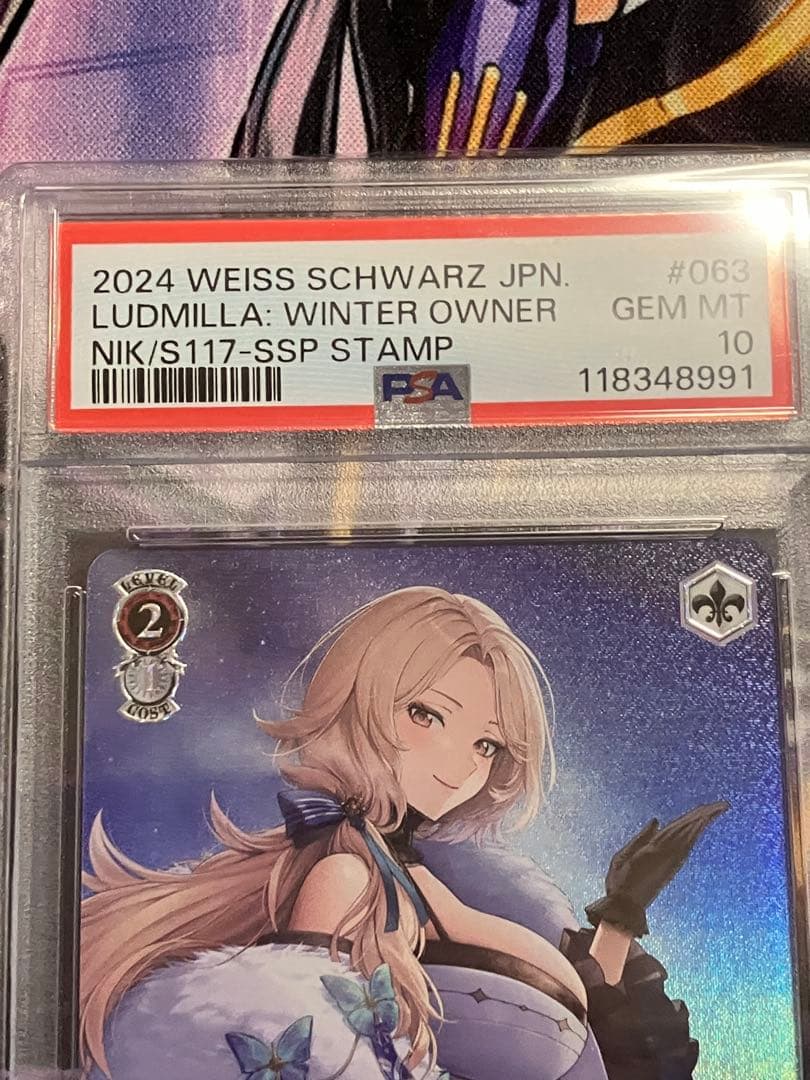 2024 WEISS SCHWARZ JPN. #063
LUDMILLA: WINTER OWNER GEM MT
NIK/S117-SSP STAMP 10
PSA 118348991
LEVEL
2
1
COST